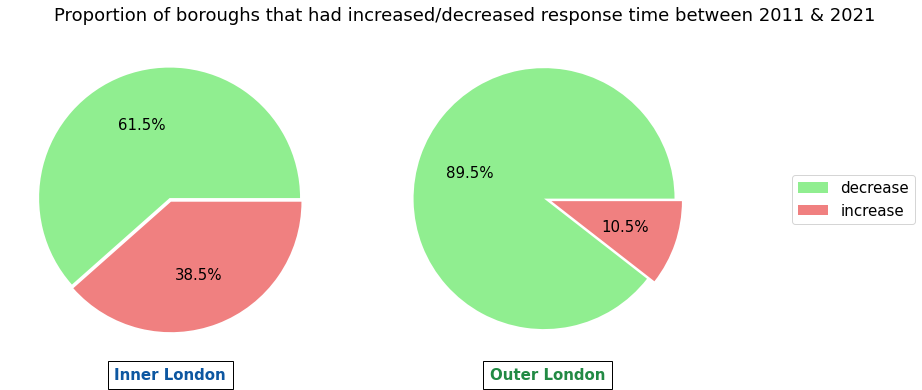 Proportion of boroughs that had increased/decreased response time between 2011 & 2021
61.5%
38.5%
Inner London
89.5%
10.5%
Outer London
decrease
increase